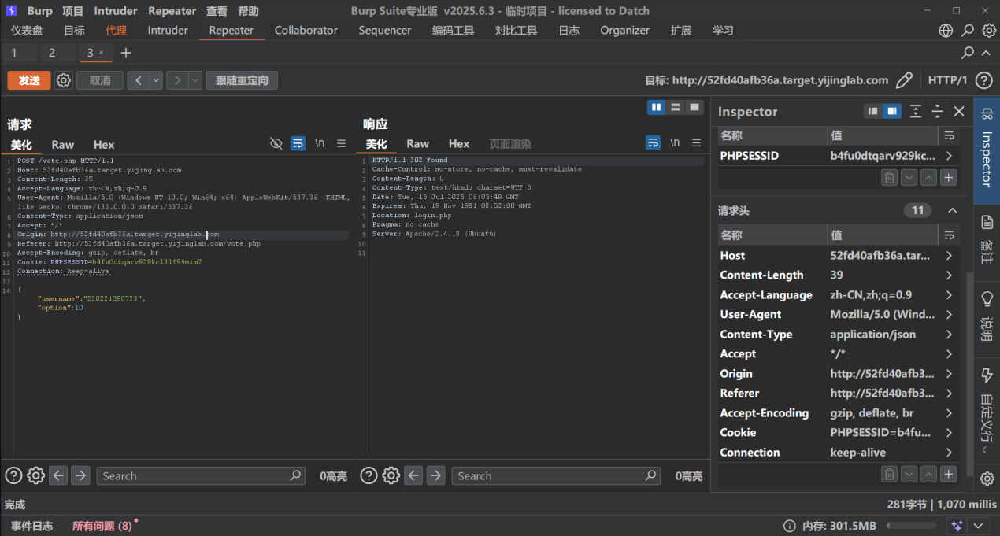 Burp 项目 Intruder Repeater 查看 帮助 Burp Suite专业版 v2025.6.3 - 临时项目 - licensed to Datch
仪表盘 目标 代理 Intruder Repeater Collaborator Sequencer 编码工具 对比工具 日志 Organizer 扩展 学习
1 2 3 × +
发送 取消 < > 跟随重定向 目标: http://52fd40afb36a.target.yijinglab.com HTTP/1 ?
请求
美化 Raw Hex \n
1 POST /vote.php HTTP/1.1
2 Host: 52fd40afb36a.target.yijinglab.com
3 Content-Length: 39
4 Accept-Language: zh-CN,zh;q=0.9
5 User-Agent: Mozilla/5.0 (Windows NT 10.0; Win64; x64) AppleWebKit/537.36 (KHTML,
like Gecko) Chrome/138.0.0.0 Safari/537.36
6 Content-Type: application/json
7 Accept: */*
8 Origin: http://52fd40afb36a.target.yijinglab.com
9 Referer: http://52fd40afb36a.target.yijinglab.com/vote.php
10 Accept-Encoding: gzip, deflate, br
11 Cookie: PHPSESSID=b4fu0dtqarv929kcl3lf94mim7
12 Connection: keep-alive
13
14 {
"username":"220221090723",
"option":10
}
? Search 0高亮
响应
美化 Raw Hex 页面渲染 \n
1 HTTP/1.1 302 Found
2 Cache-Control: no-store, no-cache, must-revalidate
3 Content-Length: 0
4 Content-Type: text/html; charset=UTF-8
5 Date: Tue, 15 Jul 2025 06:05:49 GMT
6 Expires: Thu, 19 Nov 1981 08:52:00 GMT
7 Location: login.php
8 Pragma: no-cache
9 Server: Apache/2.4.18 (Ubuntu)
10
11
? Search 0高亮
Inspector
名称 值
PHPSESSID b4fu0dtqarv929kc...
请求头 11
名称 值
Host 52fd40afb36a.tar...
Content-Length 39
Accept-Language zh-CN,zh;q=0.9
User-Agent Mozilla/5.0 (Wind...
Content-Type application/json
Accept */*
Origin http://52fd40afb3...
Referer http://52fd40afb3...
Accept-Encoding gzip, deflate, br
Cookie PHPSESSID=b4fu...
Connection keep-alive
Inspector
备注
说明
自定义行
完成 281字节 | 1,070 millis
事件日志 所有问题 (8) 内存: 301.5MB